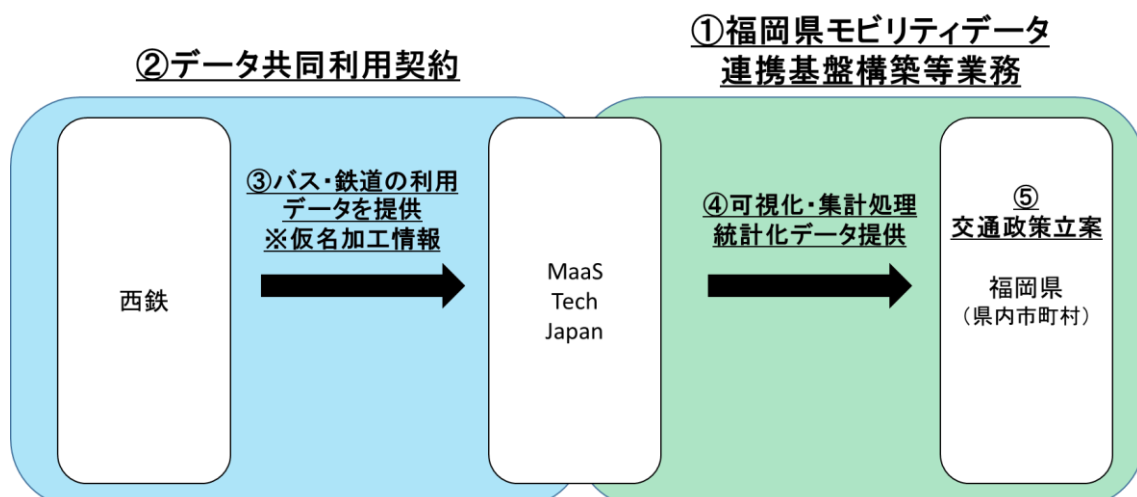 ①福岡県モビリティデータ
連携基盤構築等業務
②データ共同利用契約
西鉄
③バス・鉄道の利用
データを提供
※仮名加工情報
MaaS
Tech
Japan
④可視化・集計処理
統計化データ提供
⑤
交通政策立案
福岡県
（県内市町村）